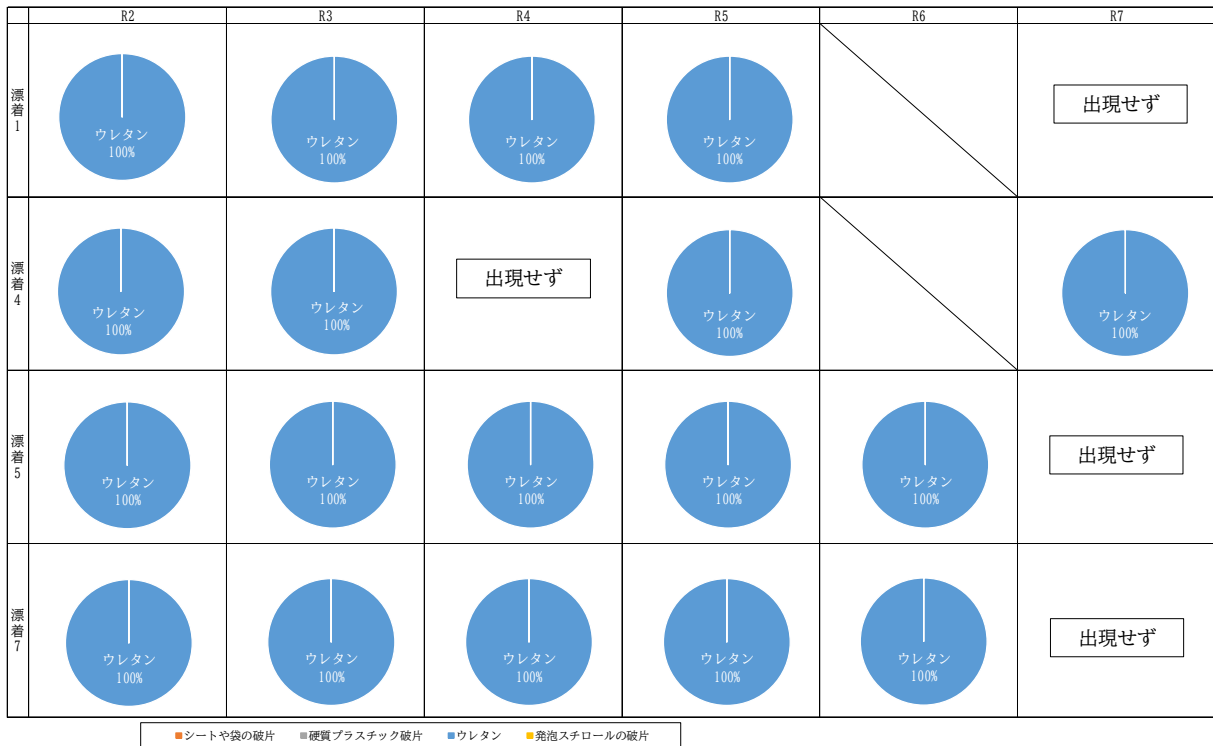 R2 R3 R4 R5 R6 R7
漂着1
ウレタン 100%
ウレタン 100%
ウレタン 100%
ウレタン 100%
出現せず
漂着4
ウレタン 100%
ウレタン 100%
出現せず
ウレタン 100%
ウレタン 100%
漂着5
ウレタン 100%
ウレタン 100%
ウレタン 100%
ウレタン 100%
ウレタン 100%
出現せず
漂着7
ウレタン 100%
ウレタン 100%
ウレタン 100%
ウレタン 100%
ウレタン 100%
出現せず
シートや袋の破片 硬質プラスチック破片 ウレタン 発泡スチロールの破片